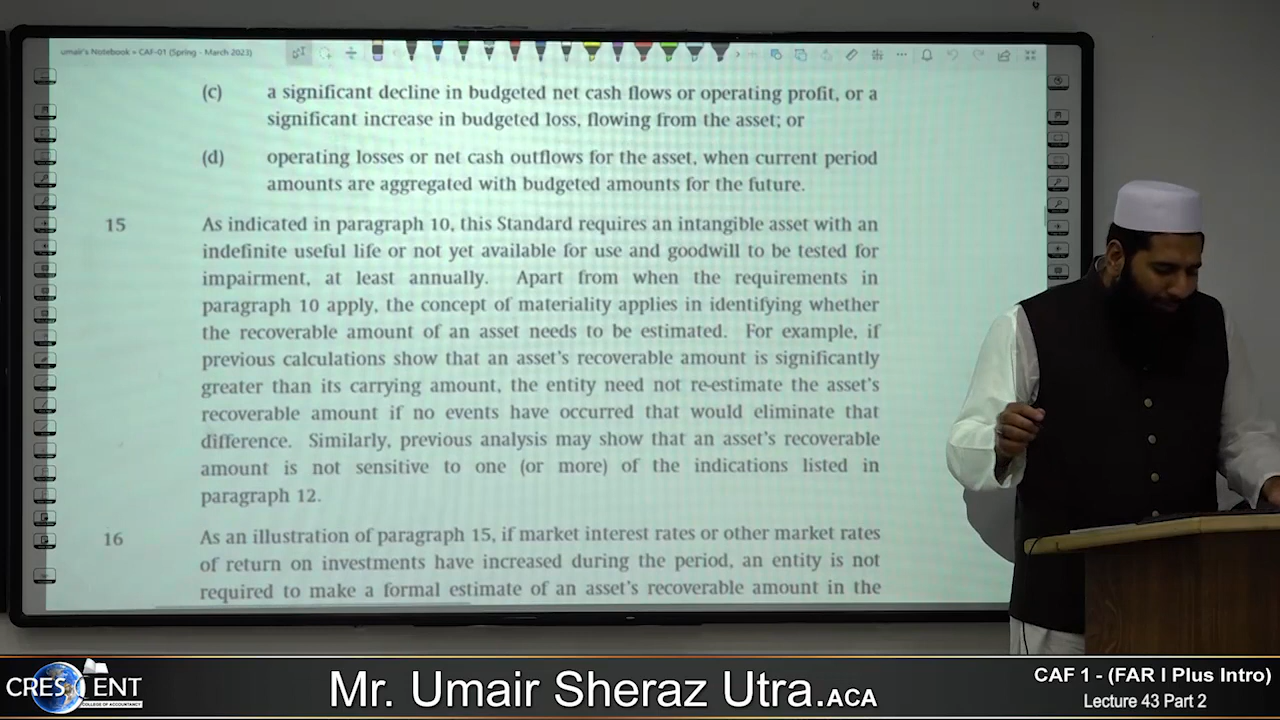 umair's Notebook » CAF-01 (Spring - March 2023)
(c) a significant decline in budgeted net cash flows or operating profit, or a
significant increase in budgeted loss, flowing from the asset; or
(d) operating losses or net cash outflows for the asset, when current period
amounts are aggregated with budgeted amounts for the future.
15 As indicated in paragraph 10, this Standard requires an intangible asset with an
indefinite useful life or not yet available for use and goodwill to be tested for
impairment, at least annually. Apart from when the requirements in
paragraph 10 apply, the concept of materiality applies in identifying whether
the recoverable amount of an asset needs to be estimated. For example, if
previous calculations show that an asset's recoverable amount is significantly
greater than its carrying amount, the entity need not re-estimate the asset's
recoverable amount if no events have occurred that would eliminate that
difference. Similarly, previous analysis may show that an asset's recoverable
amount is not sensitive to one (or more) of the indications listed in
paragraph 12.
16 As an illustration of paragraph 15, if market interest rates or other market rates
of return on investments have increased during the period, an entity is not
required to make a formal estimate of an asset's recoverable amount in the
CRESCENT
COLLEGE OF ACCOUNTANCY
Mr. Umair Sheraz Utra.ACA
CAF 1 - (FAR I Plus Intro)
Lecture 43 Part 2